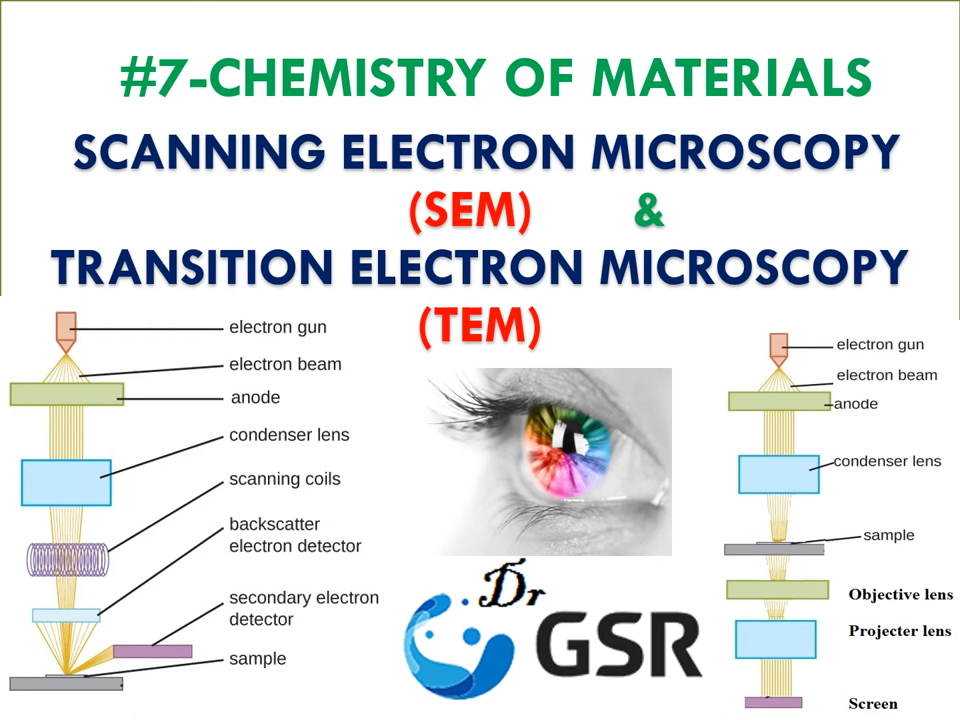 #7-CHEMISTRY OF MATERIALS
SCANNING ELECTRON MICROSCOPY
(SEM) &
TRANSITION ELECTRON MICROSCOPY
(TEM)
electron gun
electron beam
anode
condenser lens
scanning coils
backscatter
electron detector
secondary electron
detector
sample
Dr
GSR
electron gun
electron beam
anode
condenser lens
sample
Objective lens
Projecter lens
Screen